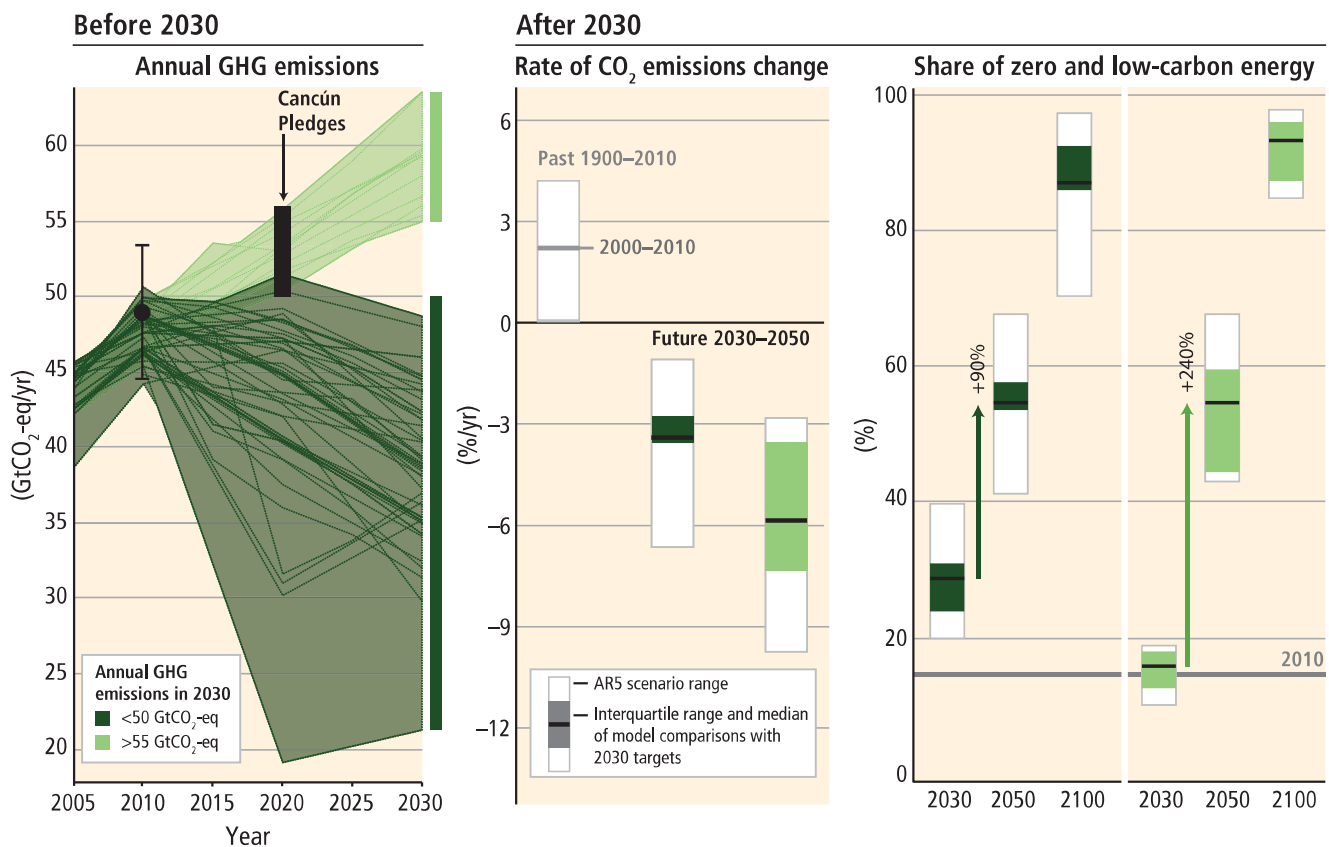 Before 2030
Annual GHG emissions
(GtCO₂-eq/yr)
60
55
50
45
40
35
30
25
20
Cancún
Pledges
Annual GHG
emissions in 2030
<50 GtCO₂-eq
>55 GtCO₂-eq
2005 2010 2015 2020 2025 2030
Year
After 2030
Rate of CO₂ emissions change
(%/yr)
6
3
0
−3
−6
−9
−12
Past 1900–2010
2000–2010
Future 2030–2050
AR5 scenario range
Interquartile range and median
of model comparisons with
2030 targets
Share of zero and low-carbon energy
(%)
100
80
60
40
20
0
+90%
+240%
2010
2030 2050 2100 2030 2050 2100